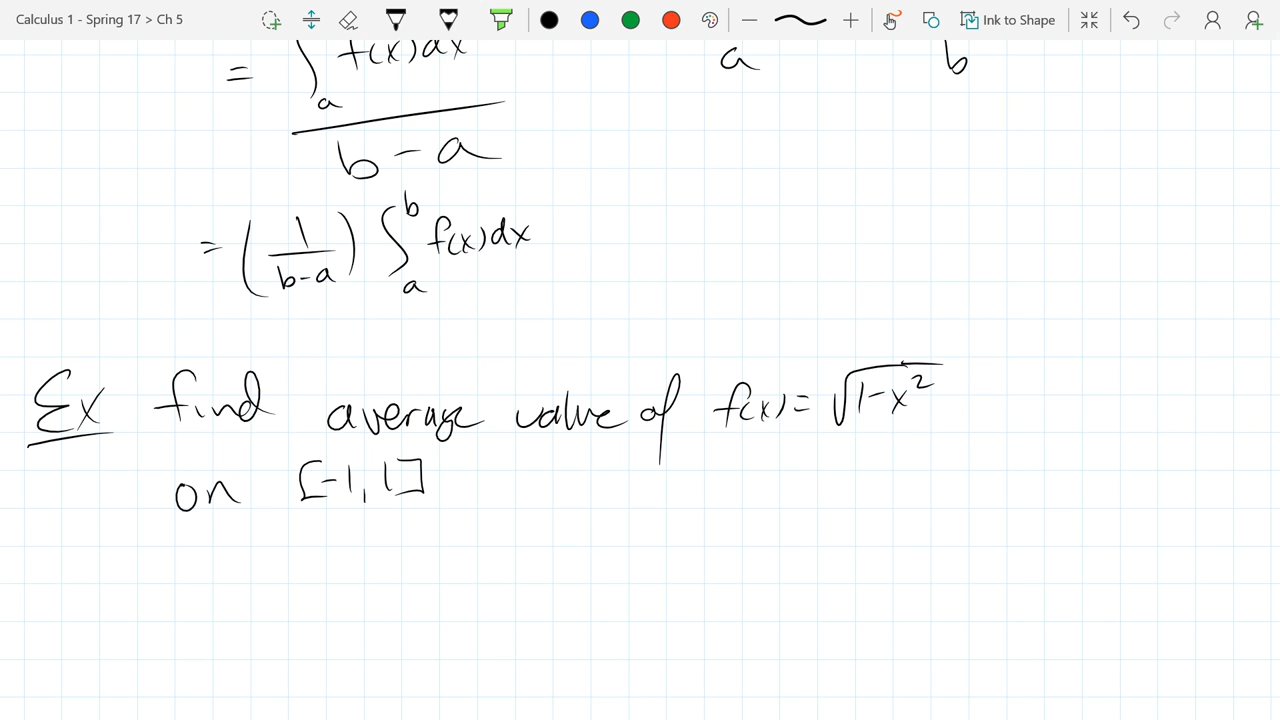 Calculus 1 - Spring 17 > Ch 5
Ink to Shape
= ∫_a f(x)dx
a b
b - a
= (1/(b-a)) ∫_a^b f(x)dx
Ex find average value of f(x) = √(1-x²)
on [-1, 1]